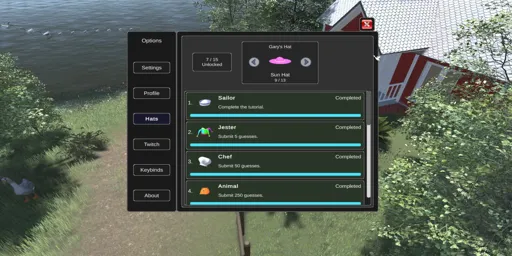 Options
Settings
Profile
Hats
Twitch
Keybinds
About
7 / 15
Unlocked
Gary's Hat
Sun Hat
9 / 15
X
1.
Sailor
Completed
Complete the tutorial.
2.
Jester
Completed
Submit 5 guesses.
3.
Chef
Completed
Submit 50 guesses.
4.
Animal
Completed
Submit 250 guesses.